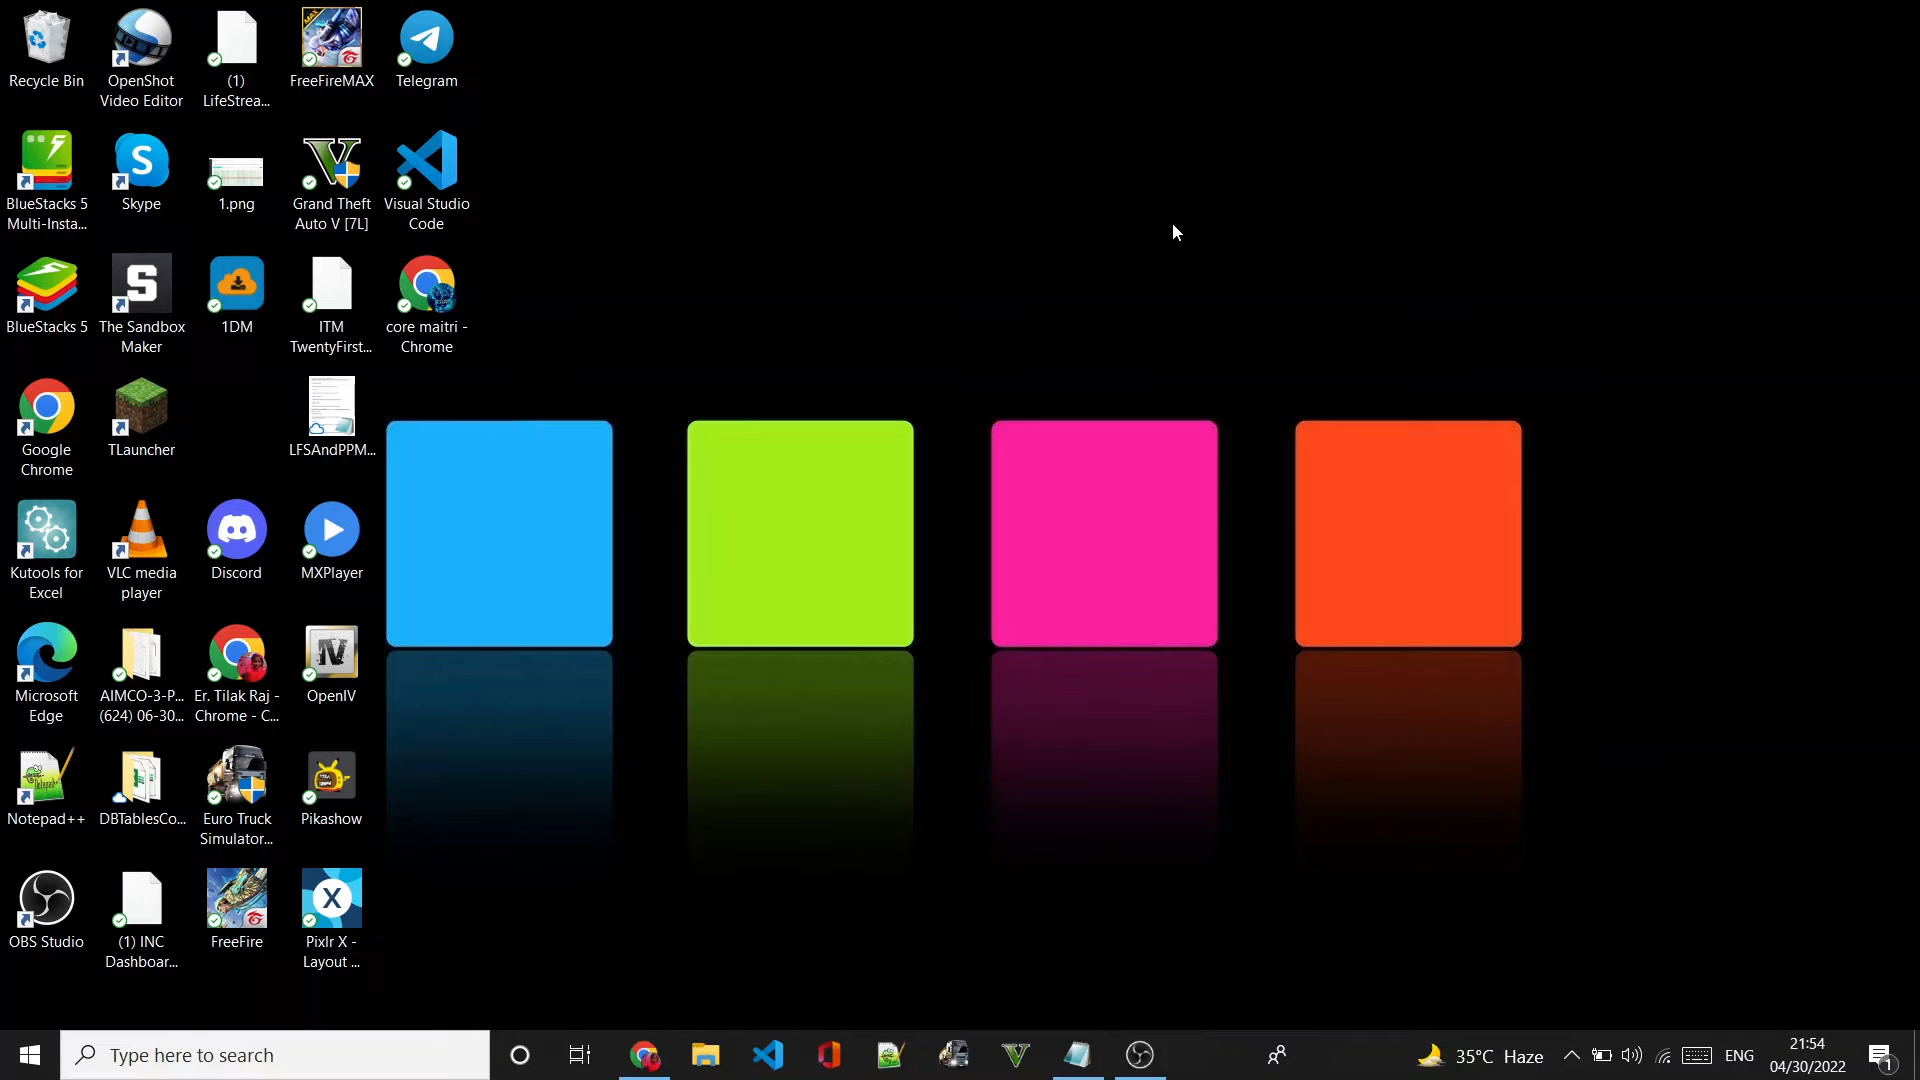 Recycle Bin
OpenShot
Video Editor
(1)
LifeStrea...
FreeFireMAX
Telegram
BlueStacks 5
Multi-Insta...
Skype
1.png
Grand Theft
Auto V [7L]
Visual Studio
Code
BlueStacks 5
The Sandbox
Maker
1DM
ITM
TwentyFirst...
core maitri -
Chrome
Google
Chrome
TLauncher
LFSAndPPM...
Kutools for
Excel
VLC media
player
Discord
MXPlayer
Microsoft
Edge
AIMCO-3-P...
(624) 06-30...
Er. Tilak Raj -
Chrome - C...
OpenIV
Notepad++
DBTablesCo...
Euro Truck
Simulator...
Pikashow
OBS Studio
(1) INC
Dashboar...
FreeFire
Pixlr X -
Layout ...
Type here to search
35°C Haze
ENG
21:54
04/30/2022
1